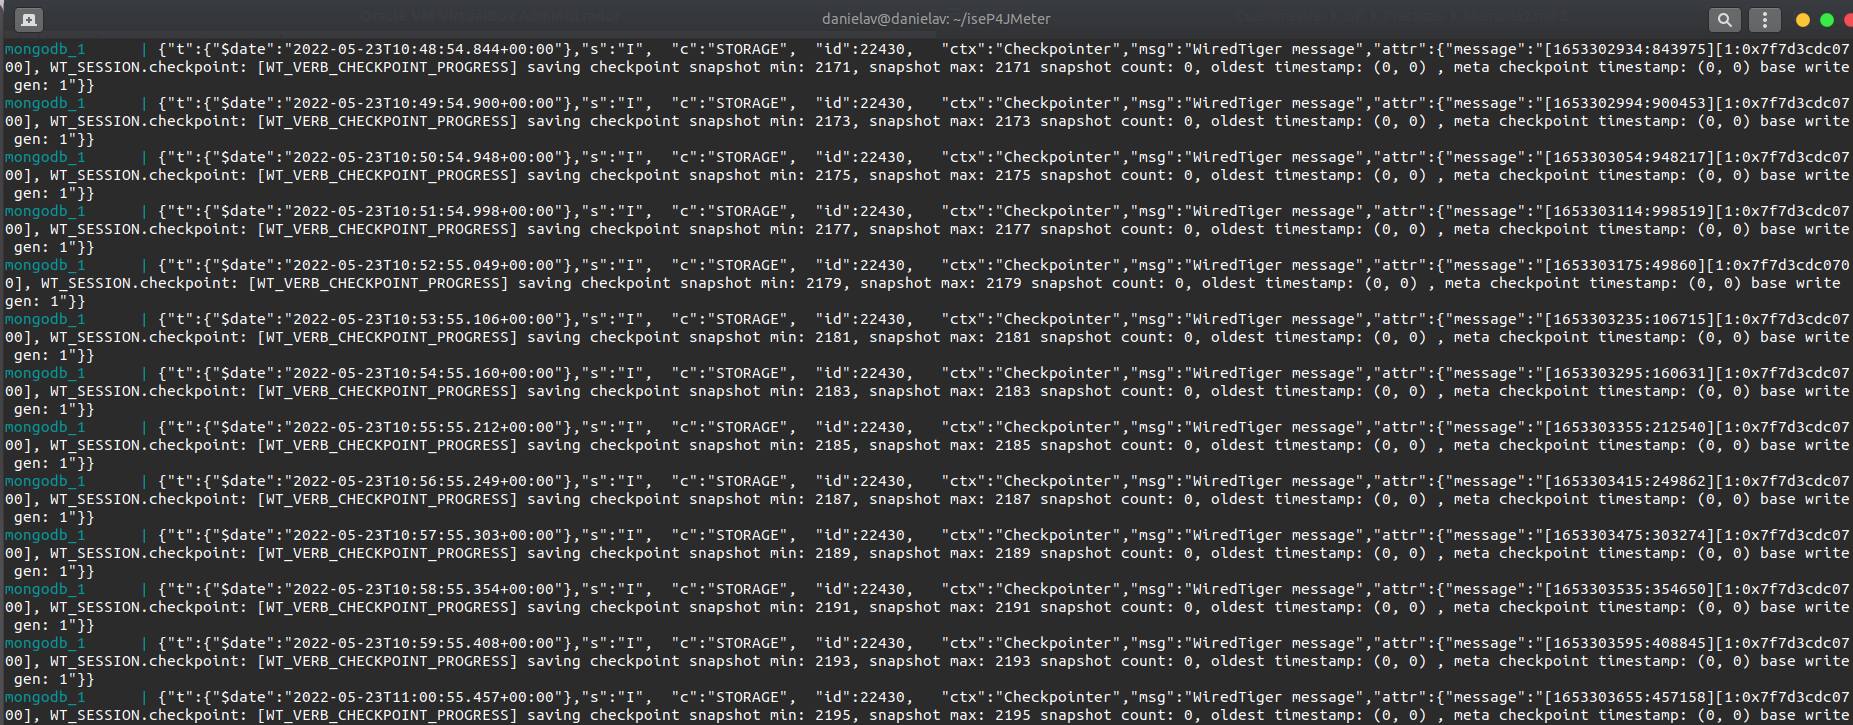 danielav@danielav: ~/iseP4JMeter
mongodb_1      | {"t":{"$date":"2022-05-23T10:48:54.844+00:00"},"s":"I",  "c":"STORAGE",  "id":22430,   "ctx":"Checkpointer","msg":"WiredTiger message","attr":{"message":"[1653302934:843975][1:0x7f7d3cdc07
00], WT_SESSION.checkpoint: [WT_VERB_CHECKPOINT_PROGRESS] saving checkpoint snapshot min: 2171, snapshot max: 2171 snapshot count: 0, oldest timestamp: (0, 0) , meta checkpoint timestamp: (0, 0) base write
 gen: 1"}}
mongodb_1      | {"t":{"$date":"2022-05-23T10:49:54.900+00:00"},"s":"I",  "c":"STORAGE",  "id":22430,   "ctx":"Checkpointer","msg":"WiredTiger message","attr":{"message":"[1653302994:900453][1:0x7f7d3cdc07
00], WT_SESSION.checkpoint: [WT_VERB_CHECKPOINT_PROGRESS] saving checkpoint snapshot min: 2173, snapshot max: 2173 snapshot count: 0, oldest timestamp: (0, 0) , meta checkpoint timestamp: (0, 0) base write
 gen: 1"}}
mongodb_1      | {"t":{"$date":"2022-05-23T10:50:54.948+00:00"},"s":"I",  "c":"STORAGE",  "id":22430,   "ctx":"Checkpointer","msg":"WiredTiger message","attr":{"message":"[1653303054:948217][1:0x7f7d3cdc07
00], WT_SESSION.checkpoint: [WT_VERB_CHECKPOINT_PROGRESS] saving checkpoint snapshot min: 2175, snapshot max: 2175 snapshot count: 0, oldest timestamp: (0, 0) , meta checkpoint timestamp: (0, 0) base write
 gen: 1"}}
mongodb_1      | {"t":{"$date":"2022-05-23T10:51:54.998+00:00"},"s":"I",  "c":"STORAGE",  "id":22430,   "ctx":"Checkpointer","msg":"WiredTiger message","attr":{"message":"[1653303114:998519][1:0x7f7d3cdc07
00], WT_SESSION.checkpoint: [WT_VERB_CHECKPOINT_PROGRESS] saving checkpoint snapshot min: 2177, snapshot max: 2177 snapshot count: 0, oldest timestamp: (0, 0) , meta checkpoint timestamp: (0, 0) base write
 gen: 1"}}
mongodb_1      | {"t":{"$date":"2022-05-23T10:52:55.049+00:00"},"s":"I",  "c":"STORAGE",  "id":22430,   "ctx":"Checkpointer","msg":"WiredTiger message","attr":{"message":"[1653303175:49860][1:0x7f7d3cdc070
0], WT_SESSION.checkpoint: [WT_VERB_CHECKPOINT_PROGRESS] saving checkpoint snapshot min: 2179, snapshot max: 2179 snapshot count: 0, oldest timestamp: (0, 0) , meta checkpoint timestamp: (0, 0) base write
gen: 1"}}
mongodb_1      | {"t":{"$date":"2022-05-23T10:53:55.106+00:00"},"s":"I",  "c":"STORAGE",  "id":22430,   "ctx":"Checkpointer","msg":"WiredTiger message","attr":{"message":"[1653303235:106715][1:0x7f7d3cdc07
00], WT_SESSION.checkpoint: [WT_VERB_CHECKPOINT_PROGRESS] saving checkpoint snapshot min: 2181, snapshot max: 2181 snapshot count: 0, oldest timestamp: (0, 0) , meta checkpoint timestamp: (0, 0) base write
 gen: 1"}}
mongodb_1      | {"t":{"$date":"2022-05-23T10:54:55.160+00:00"},"s":"I",  "c":"STORAGE",  "id":22430,   "ctx":"Checkpointer","msg":"WiredTiger message","attr":{"message":"[1653303295:160631][1:0x7f7d3cdc07
00], WT_SESSION.checkpoint: [WT_VERB_CHECKPOINT_PROGRESS] saving checkpoint snapshot min: 2183, snapshot max: 2183 snapshot count: 0, oldest timestamp: (0, 0) , meta checkpoint timestamp: (0, 0) base write
 gen: 1"}}
mongodb_1      | {"t":{"$date":"2022-05-23T10:55:55.212+00:00"},"s":"I",  "c":"STORAGE",  "id":22430,   "ctx":"Checkpointer","msg":"WiredTiger message","attr":{"message":"[1653303355:212540][1:0x7f7d3cdc07
00], WT_SESSION.checkpoint: [WT_VERB_CHECKPOINT_PROGRESS] saving checkpoint snapshot min: 2185, snapshot max: 2185 snapshot count: 0, oldest timestamp: (0, 0) , meta checkpoint timestamp: (0, 0) base write
 gen: 1"}}
mongodb_1      | {"t":{"$date":"2022-05-23T10:56:55.249+00:00"},"s":"I",  "c":"STORAGE",  "id":22430,   "ctx":"Checkpointer","msg":"WiredTiger message","attr":{"message":"[1653303415:249862][1:0x7f7d3cdc07
00], WT_SESSION.checkpoint: [WT_VERB_CHECKPOINT_PROGRESS] saving checkpoint snapshot min: 2187, snapshot max: 2187 snapshot count: 0, oldest timestamp: (0, 0) , meta checkpoint timestamp: (0, 0) base write
 gen: 1"}}
mongodb_1      | {"t":{"$date":"2022-05-23T10:57:55.303+00:00"},"s":"I",  "c":"STORAGE",  "id":22430,   "ctx":"Checkpointer","msg":"WiredTiger message","attr":{"message":"[1653303475:303274][1:0x7f7d3cdc07
00], WT_SESSION.checkpoint: [WT_VERB_CHECKPOINT_PROGRESS] saving checkpoint snapshot min: 2189, snapshot max: 2189 snapshot count: 0, oldest timestamp: (0, 0) , meta checkpoint timestamp: (0, 0) base write
 gen: 1"}}
mongodb_1      | {"t":{"$date":"2022-05-23T10:58:55.354+00:00"},"s":"I",  "c":"STORAGE",  "id":22430,   "ctx":"Checkpointer","msg":"WiredTiger message","attr":{"message":"[1653303535:354650][1:0x7f7d3cdc07
00], WT_SESSION.checkpoint: [WT_VERB_CHECKPOINT_PROGRESS] saving checkpoint snapshot min: 2191, snapshot max: 2191 snapshot count: 0, oldest timestamp: (0, 0) , meta checkpoint timestamp: (0, 0) base write
 gen: 1"}}
mongodb_1      | {"t":{"$date":"2022-05-23T10:59:55.408+00:00"},"s":"I",  "c":"STORAGE",  "id":22430,   "ctx":"Checkpointer","msg":"WiredTiger message","attr":{"message":"[1653303595:408845][1:0x7f7d3cdc07
00], WT_SESSION.checkpoint: [WT_VERB_CHECKPOINT_PROGRESS] saving checkpoint snapshot min: 2193, snapshot max: 2193 snapshot count: 0, oldest timestamp: (0, 0) , meta checkpoint timestamp: (0, 0) base write
 gen: 1"}}
mongodb_1      | {"t":{"$date":"2022-05-23T11:00:55.457+00:00"},"s":"I",  "c":"STORAGE",  "id":22430,   "ctx":"Checkpointer","msg":"WiredTiger message","attr":{"message":"[1653303655:457158][1:0x7f7d3cdc07
00], WT_SESSION.checkpoint: [WT_VERB_CHECKPOINT_PROGRESS] saving checkpoint snapshot min: 2195, snapshot max: 2195 snapshot count: 0, oldest timestamp: (0, 0) , meta checkpoint timestamp: (0, 0) base write